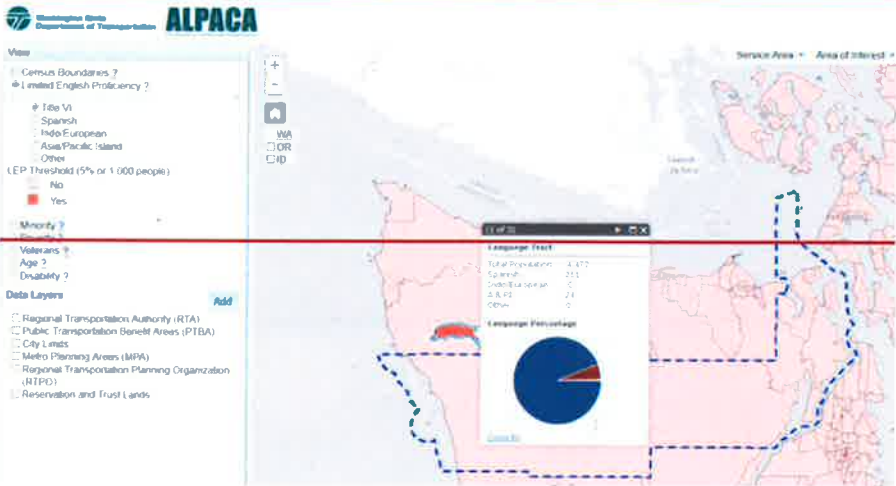 Washington State
Department of Transportation
ALPACA
View
Census Boundaries ?
Limited English Proficiency ?
Title VI
Spanish
Indo European
Asia/Pacific Island
Other
LEP Threshold (5% or 1 000 people)
No
Yes
Minority ?
Veterans ?
Age ?
Disability ?
Data Layers
Add
Regional Transportation Authority (RTA)
Public Transportation Benefit Areas (PTBA)
City Limits
Metro Planning Areas (MPA)
Regional Transportation Planning Organization
(RTPO)
Reservation and Trust Lands
+
WA
OR
ID
Service Area
Area of Interest
Language Tract
Total Population
Spanish
Indo European 0
Other 0
Language Percentage